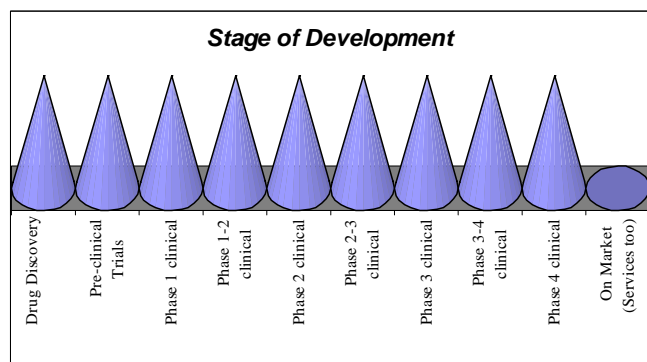 Stage of Development
Drug Discovery
Pre-clinical
Trials
Phase 1 clinical
Phase 1-2
clinical
Phase 2 clinical
Phase 2-3
clinical
Phase 3 clinical
Phase 3-4
clinical
Phase 4 clinical
On Market
(Services too)